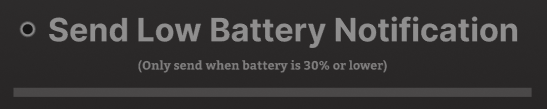 Send Low Battery Notification
(Only send when battery is 30% or lower)